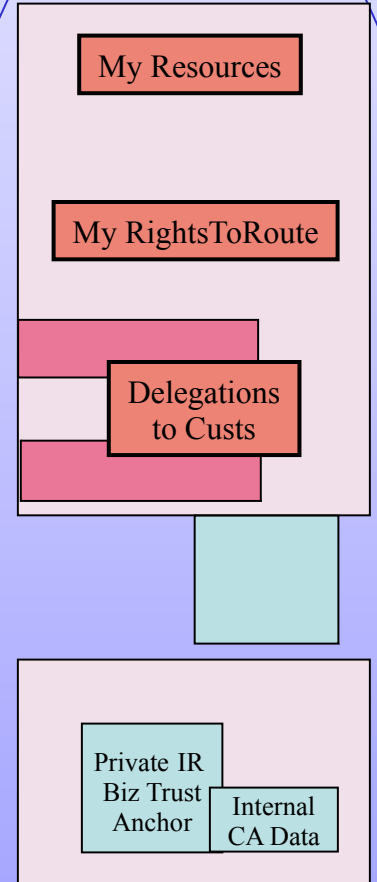 My Resources
My RightsToRoute
Delegations
to Custs
Private IR
Biz Trust
Anchor
Internal
CA Data